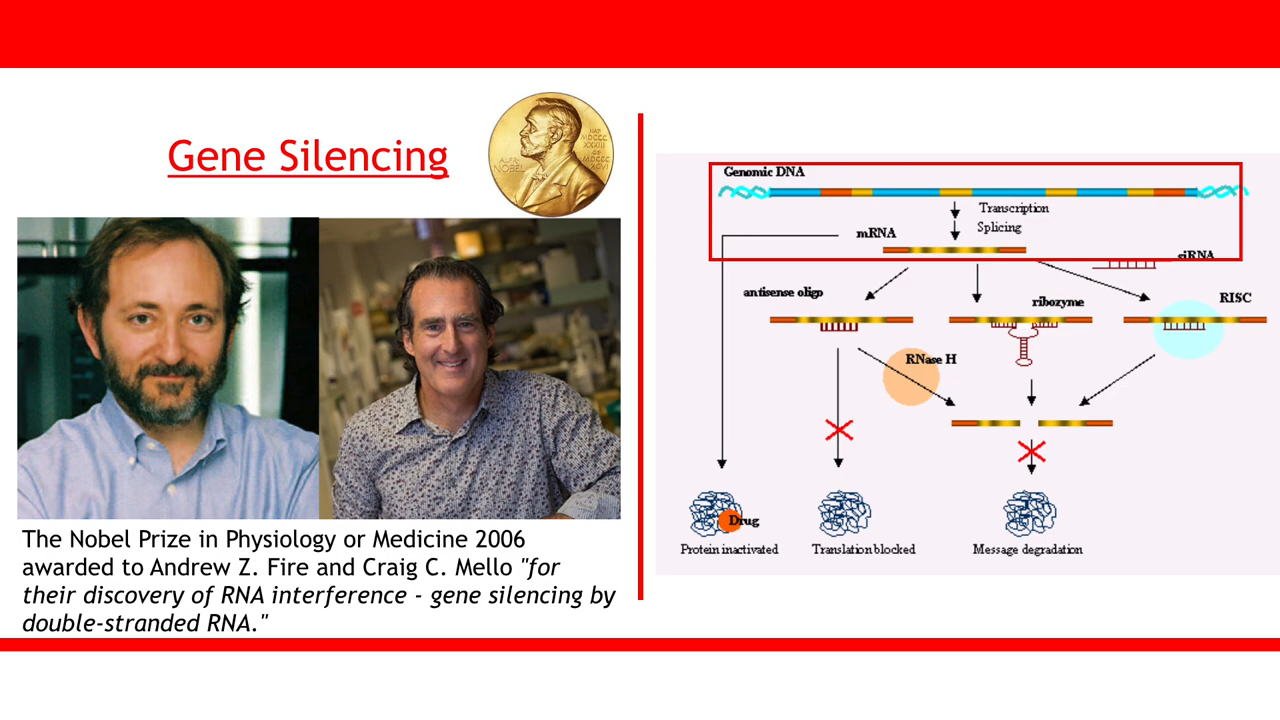 Gene Silencing
The Nobel Prize in Physiology or Medicine 2006
awarded to Andrew Z. Fire and Craig C. Mello "for
their discovery of RNA interference - gene silencing by
double-stranded RNA."
Genomic DNA
Transcription
Splicing
mRNA
siRNA
antisense oligo
ribozyme
RISC
RNase H
Drug
Protein inactivated
Translation blocked
Message degradation